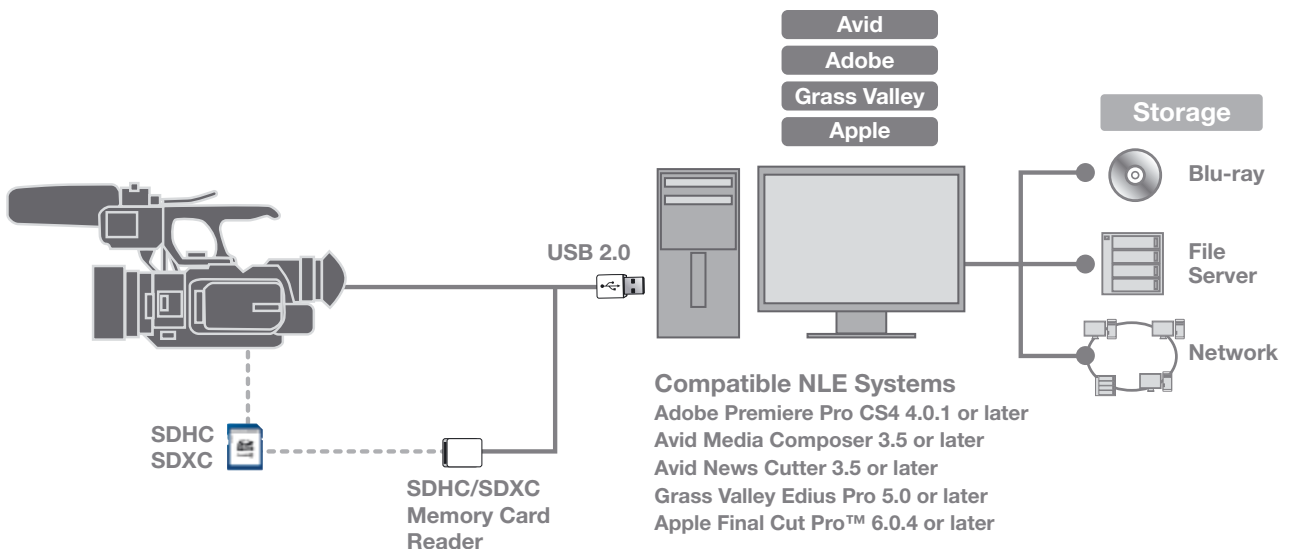 Avid
Adobe
Grass Valley
Apple
Storage
Blu-ray
File
Server
Network
USB 2.0
SDHC
SDXC
SDHC/SDXC
Memory Card
Reader
Compatible NLE Systems
Adobe Premiere Pro CS4 4.0.1 or later
Avid Media Composer 3.5 or later
Avid News Cutter 3.5 or later
Grass Valley Edius Pro 5.0 or later
Apple Final Cut Pro™ 6.0.4 or later